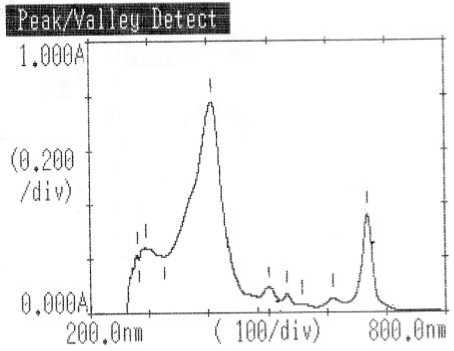 Peak/Valley Detect
1.000A
(0.200
/div)
0.000A
200.0nm ( 100/div) 800.0nm